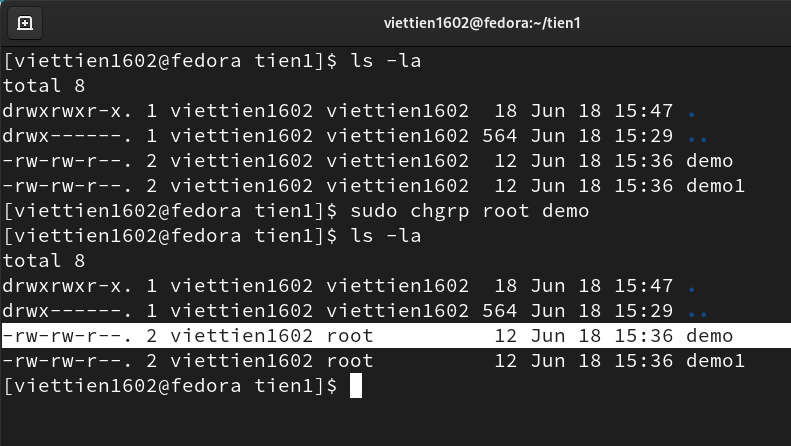 viettien1602@fedora:~/tien1
[viettien1602@fedora tien1]$ ls -la
total 8
drwxrwxr-x. 1 viettien1602 viettien1602  18 Jun 18 15:47 .
drwx------. 1 viettien1602 viettien1602 564 Jun 18 15:29 ..
-rw-rw-r--. 2 viettien1602 viettien1602  12 Jun 18 15:36 demo
-rw-rw-r--. 2 viettien1602 viettien1602  12 Jun 18 15:36 demo1
[viettien1602@fedora tien1]$ sudo chgrp root demo
[viettien1602@fedora tien1]$ ls -la
total 8
drwxrwxr-x. 1 viettien1602 viettien1602  18 Jun 18 15:47 .
drwx------. 1 viettien1602 viettien1602 564 Jun 18 15:29 ..
-rw-rw-r--. 2 viettien1602 root          12 Jun 18 15:36 demo
-rw-rw-r--. 2 viettien1602 root          12 Jun 18 15:36 demo1
[viettien1602@fedora tien1]$